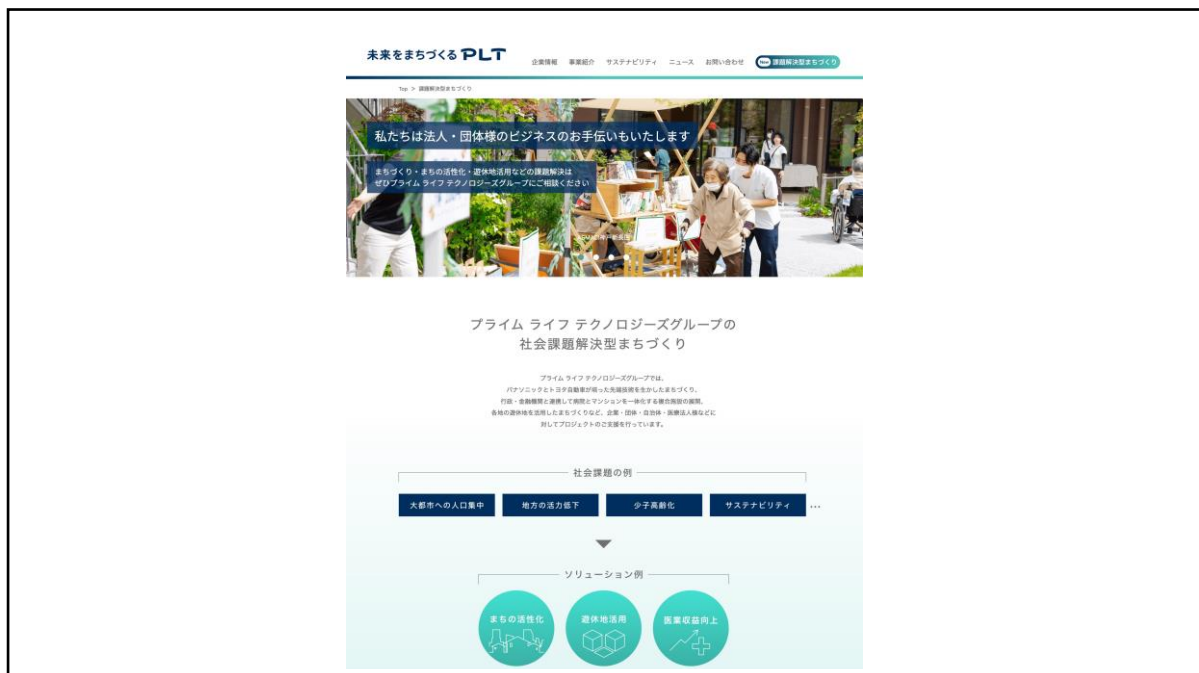 未来をまちづくる PLT
企業情報 事業紹介 サステナビリティ ニュース お問い合わせ New 課題解決型まちづくり
Top > 課題解決型まちづくり
私たちは法人・団体様のビジネスのお手伝いもいたします
まちづくり・まちの活性化・遊休地活用などの課題解決は
ぜひプライム ライフ テクノロジーズグループにご相談ください
プライム ライフ テクノロジーズグループの
社会課題解決型まちづくり
プライム ライフ テクノロジーズグループでは、
パナソニックとトヨタ自動車が培った先端技術を生かしたまちづくり、
行政・金融機関と連携して病院とマンションを一体化する複合施設の展開、
各地の遊休地を活用したまちづくりなど、企業・団体・自治体・医療法人様などに
対してプロジェクトのご支援を行っています。
社会課題の例
大都市への人口集中 地方の活力低下 少子高齢化 サステナビリティ ...
ソリューション例
まちの活性化 遊休地活用 医業収益向上